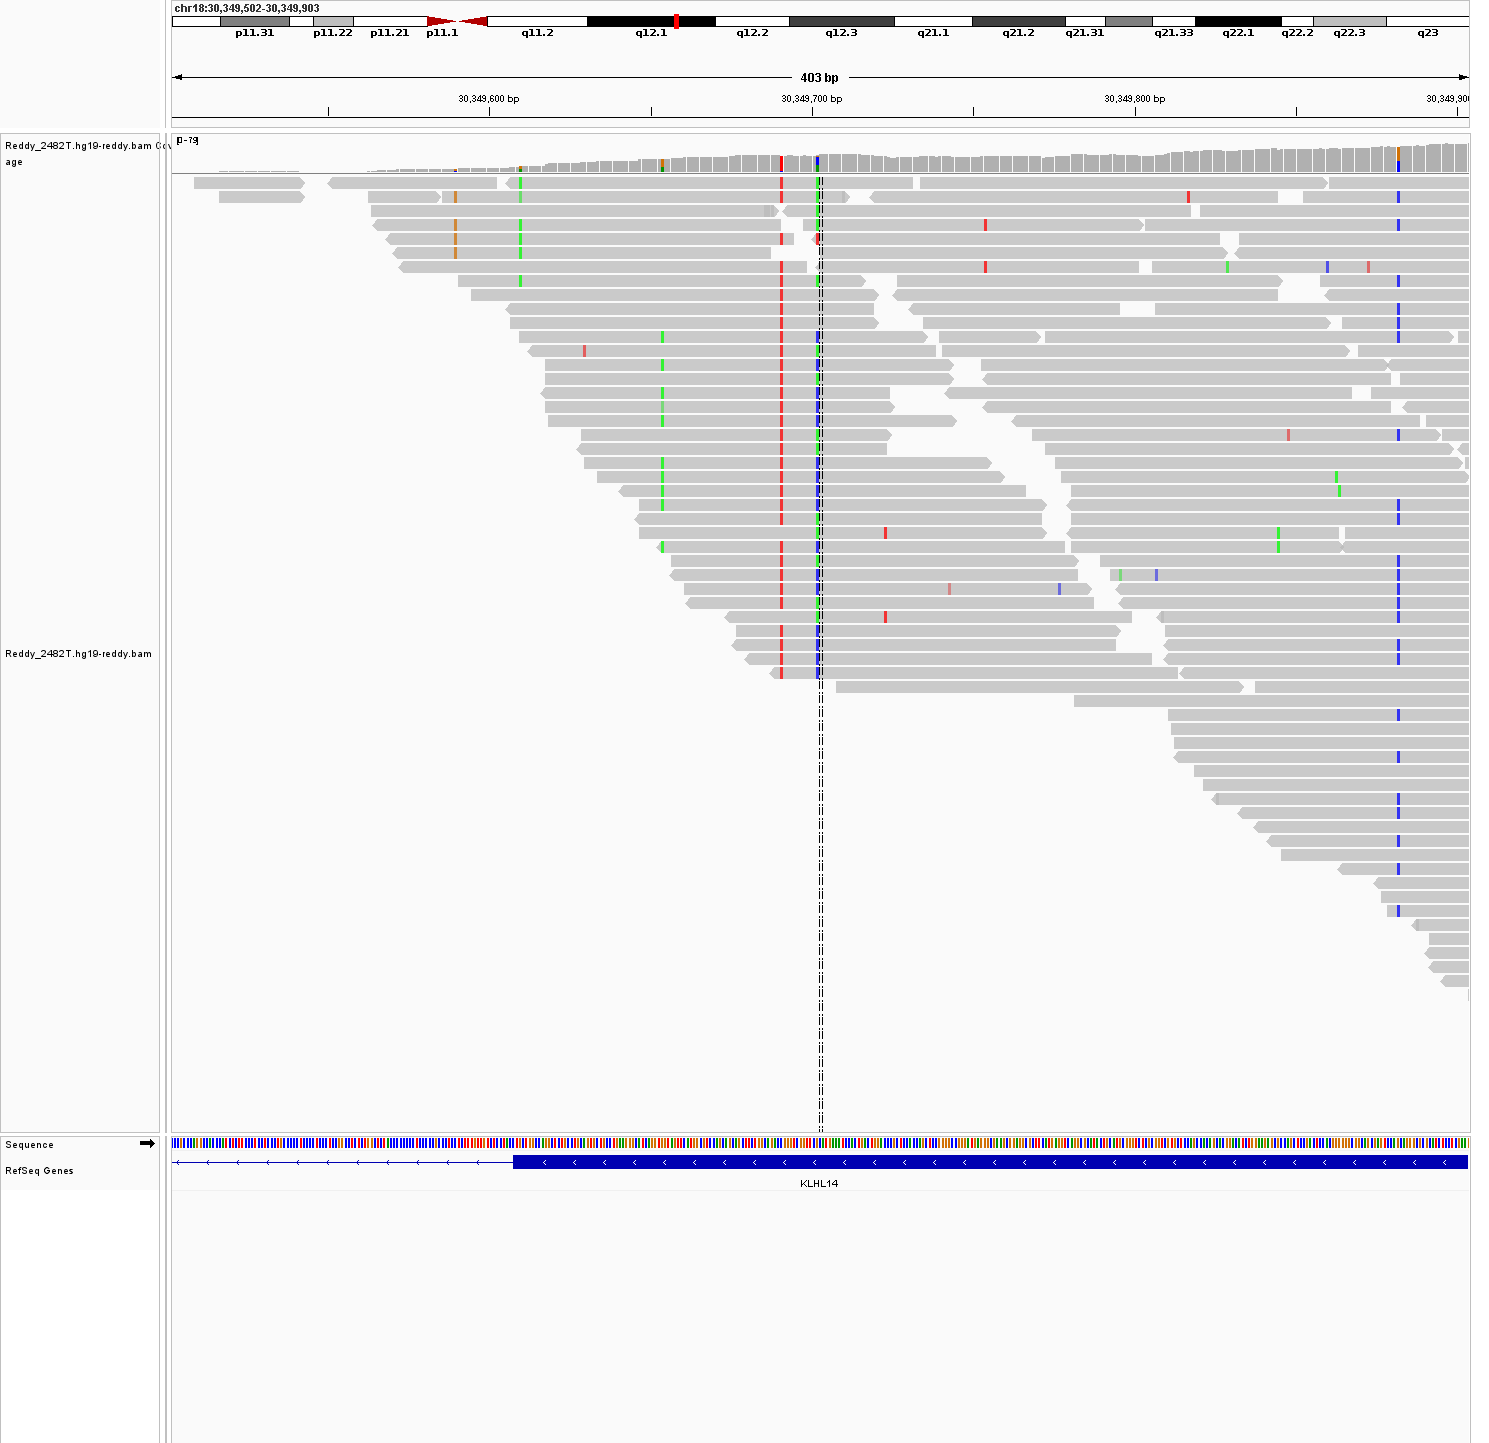 chr18:30,349,502-30,349,903
p11.31 p11.22 p11.21 p11.1 q11.2 q12.1 q12.2 q12.3 q21.1 q21.2 q21.31 q21.33 q22.1 q22.2 q22.3 q23
403 bp
30,349,600 bp 30,349,700 bp 30,349,800 bp 30,349,900
Reddy_2482T.hg19-reddy.bam Cov
age
[0-79]
Reddy_2482T.hg19-reddy.bam
Sequence
RefSeq Genes
KLHL14